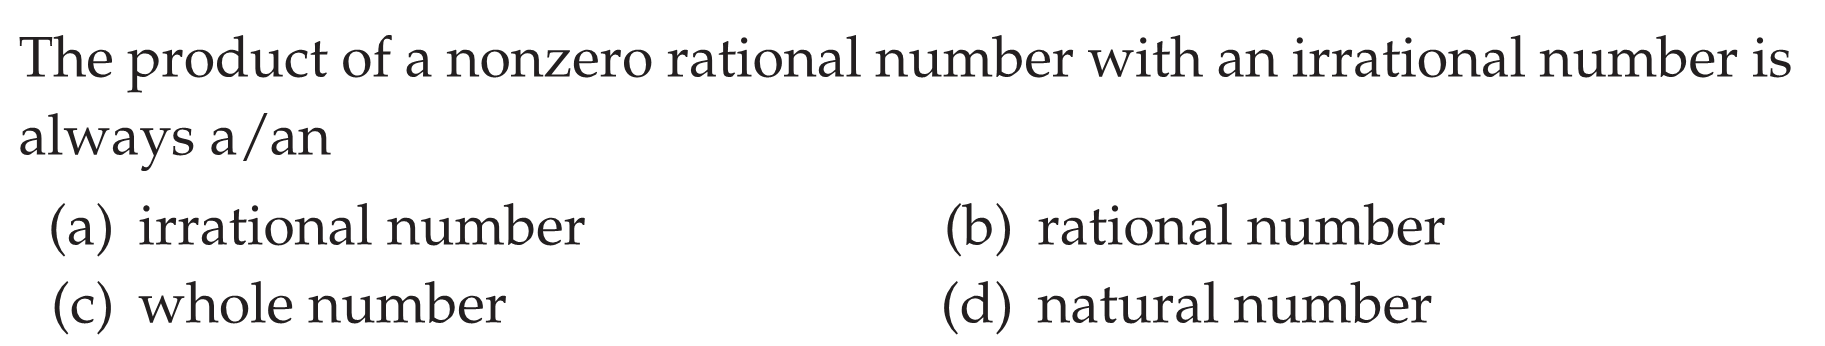 The product of a nonzero rational number with an irrational number is
always a/an
(a) irrational number (b) rational number
(c) whole number (d) natural number